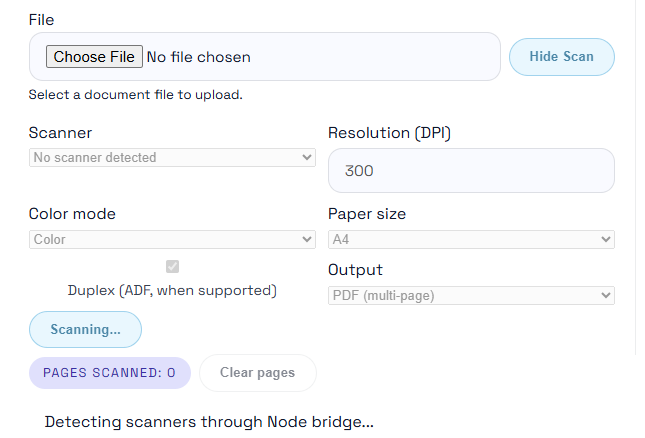 File
Choose File No file chosen
Hide Scan
Select a document file to upload.
Scanner
No scanner detected
Resolution (DPI)
300
Color mode
Color
Paper size
A4
Duplex (ADF, when supported)
Output
PDF (multi-page)
Scanning...
PAGES SCANNED: 0
Clear pages
Detecting scanners through Node bridge...